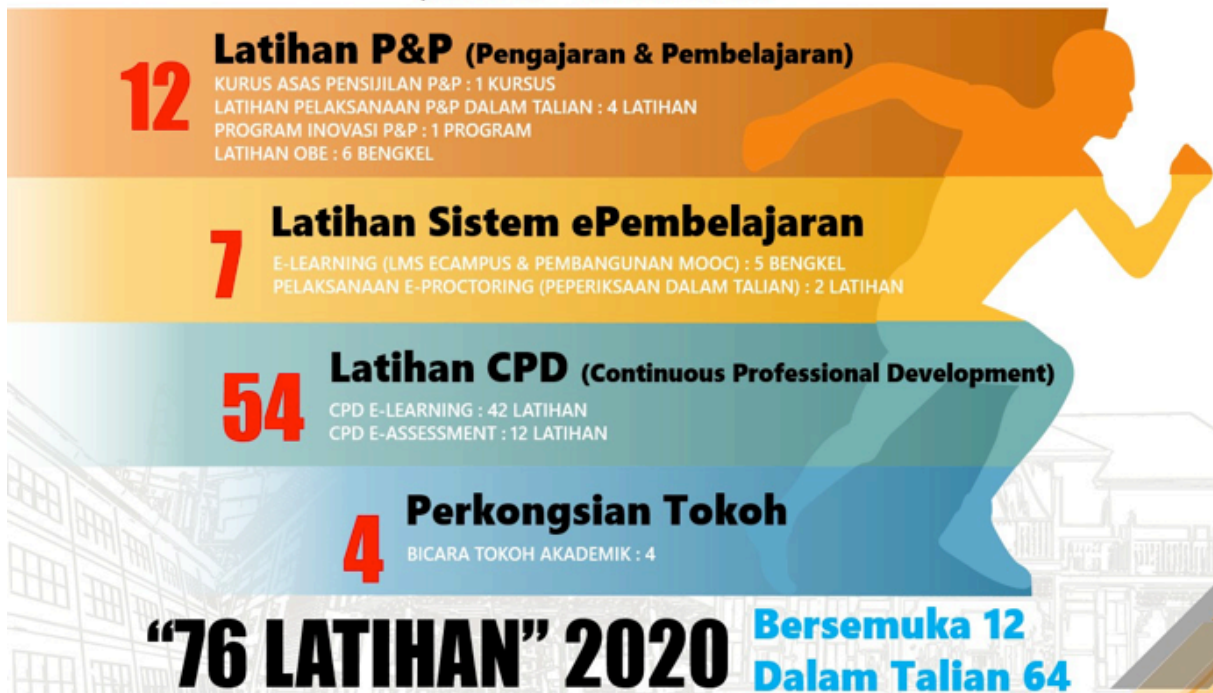 12
Latihan P&P (Pengajaran & Pembelajaran)
KURUS ASAS PENSIJILAN P&P : 1 KURSUS
LATIHAN PELAKSANAAN P&P DALAM TALIAN : 4 LATIHAN
PROGRAM INOVASI P&P : 1 PROGRAM
LATIHAN OBE : 6 BENGKEL
7
Latihan Sistem ePembelajaran
E-LEARNING (LMS ECAMPUS & PEMBANGUNAN MOOC) : 5 BENGKEL
PELAKSANAAN E-PROCTORING (PEPERIKSAAN DALAM TALIAN) : 2 LATIHAN
54
Latihan CPD (Continuous Professional Development)
CPD E-LEARNING : 42 LATIHAN
CPD E-ASSESSMENT : 12 LATIHAN
4
Perkongsian Tokoh
BICARA TOKOH AKADEMIK : 4
“76 LATIHAN” 2020
Bersemuka 12
Dalam Talian 64